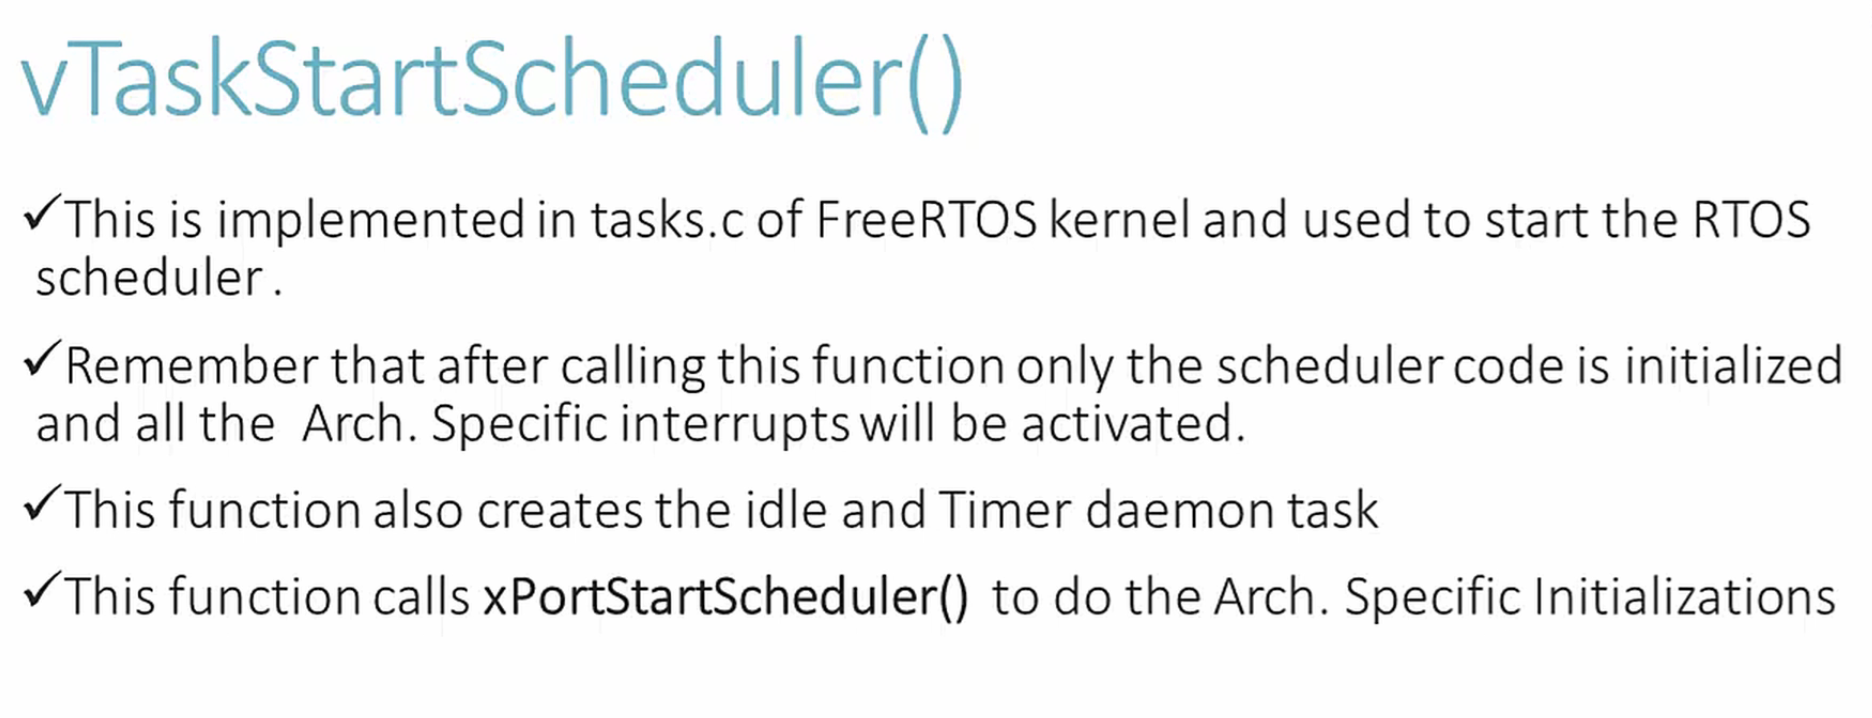 vTaskStartScheduler()
✓This is implemented in tasks.c of FreeRTOS kernel and used to start the RTOS
scheduler.
✓Remember that after calling this function only the scheduler code is initialized
and all the Arch. Specific interrupts will be activated.
✓This function also creates the idle and Timer daemon task
✓This function calls xPortStartScheduler() to do the Arch. Specific Initializations